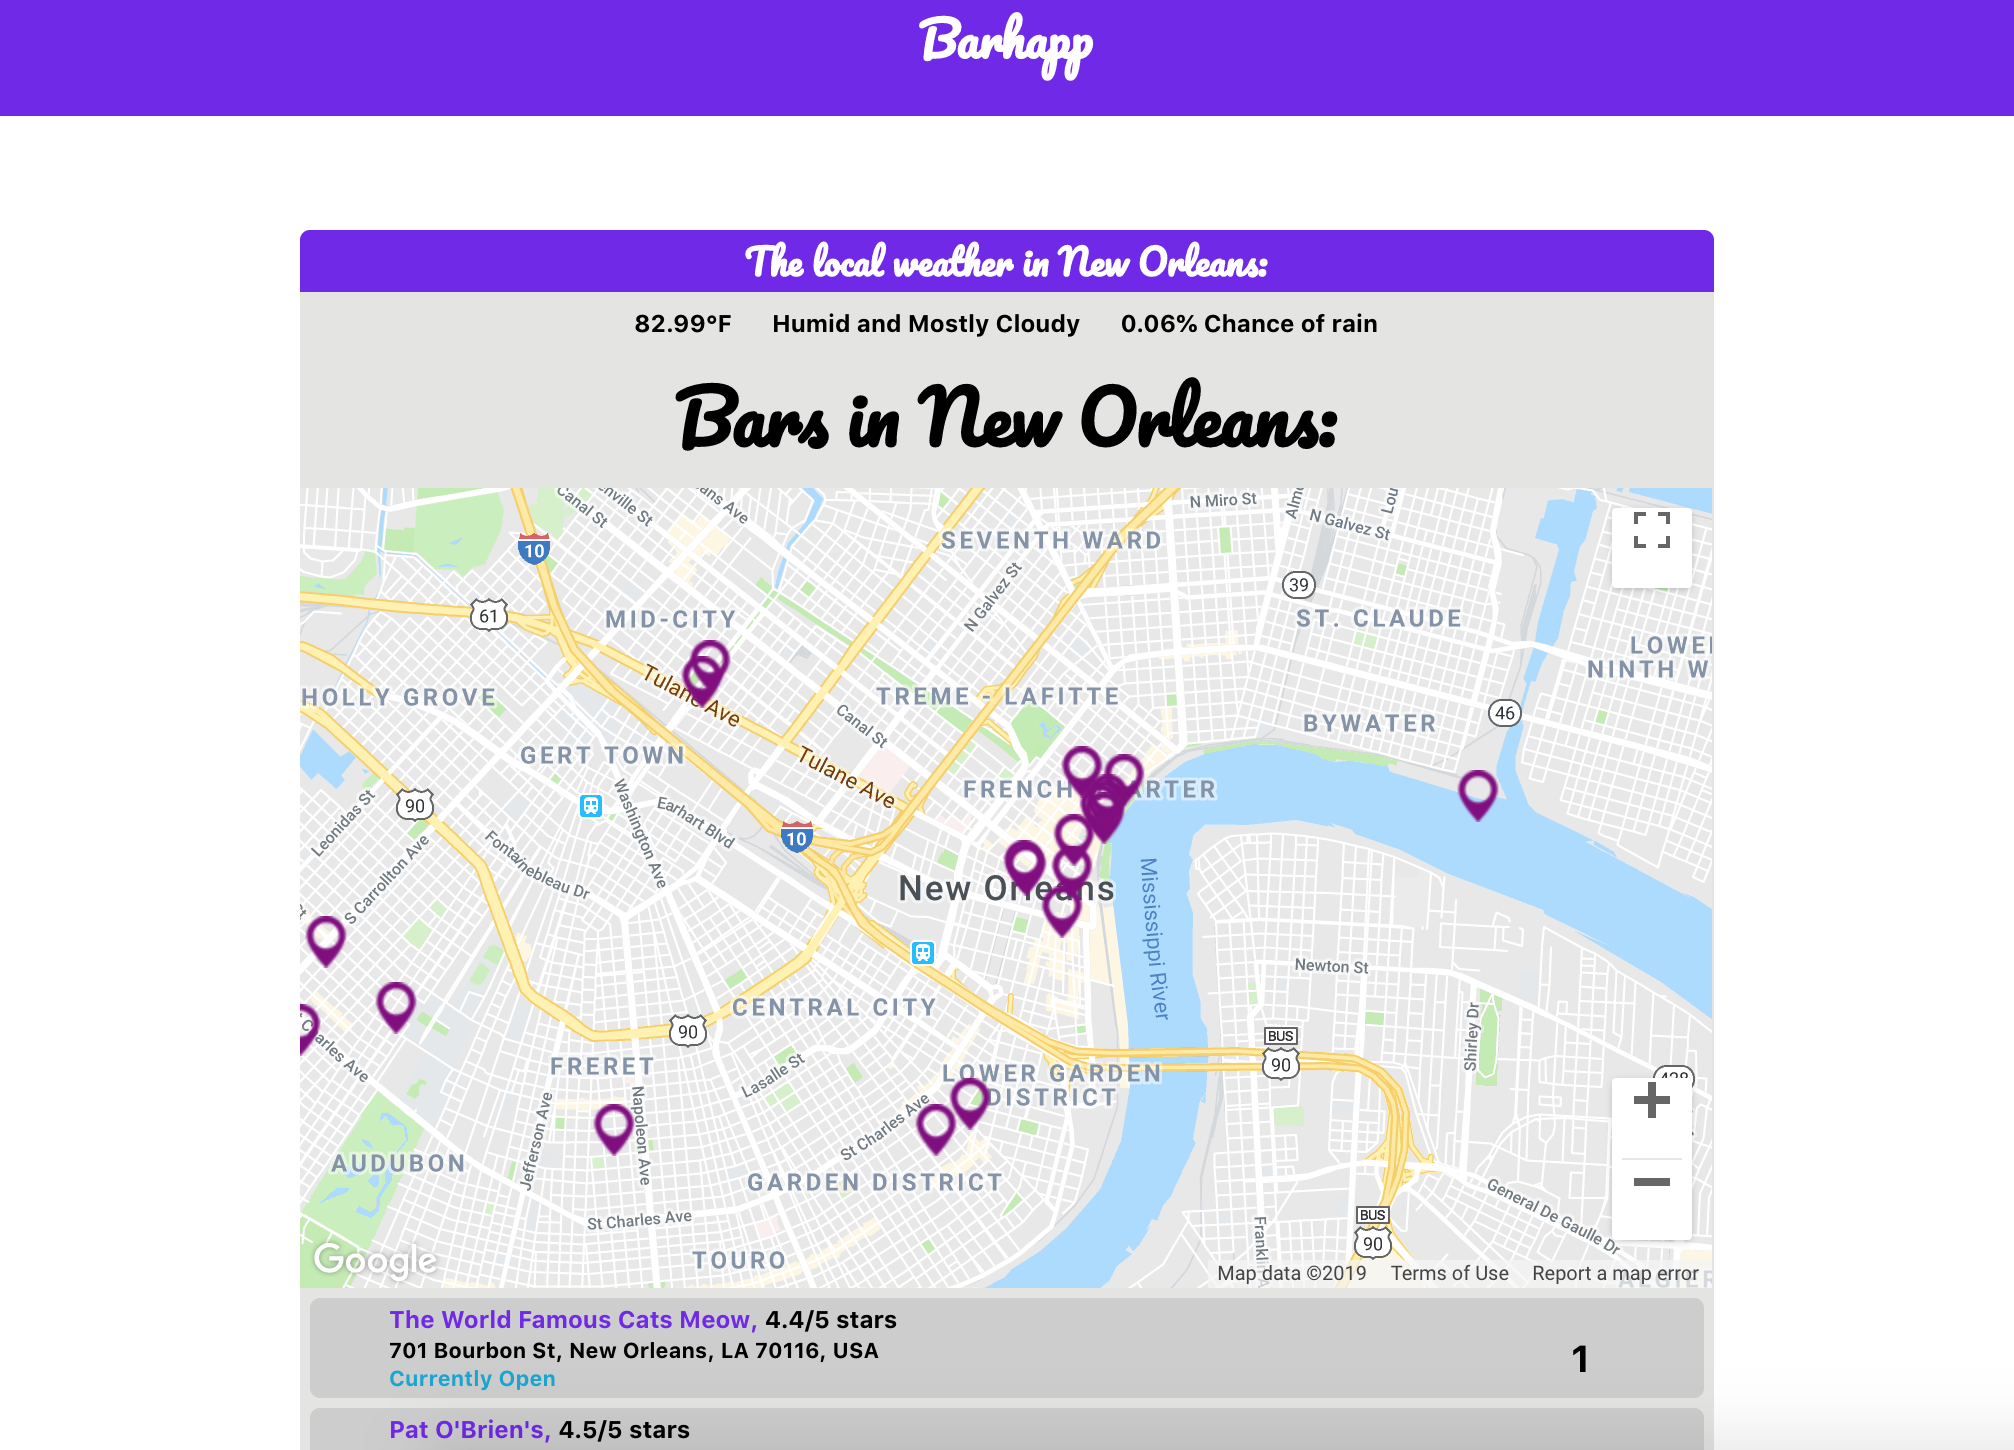 Barhapp
The local weather in New Orleans:
82.99°F Humid and Mostly Cloudy 0.06% Chance of rain
Bars in New Orleans:
Canal St
ans Ave
N Miro St
N Galvez St
SEVENTH WARD
10
39
N Galvez St
61
MID-CITY
ST. CLAUDE
LOWE
NINTH W
HOLLY GROVE
Tulane Ave
TREME - LAFITTE
Canal St
46
BYWATER
GERT TOWN
Tulane Ave
FRENCH ARTER
90
Leonidas St
Washington Ave
Earhart Blvd
10
S Carrollton Ave
Fontainebleau Dr
New Orleans
Mississippi River
Newton St
CENTRAL CITY
Shirley Dr
90
Charles Ave
BUS
90
FRERET
Lasalle St
LOWER GARDEN
DISTRICT
Jefferson Ave
Napoleon Ave
St Charles Ave
AUDUBON
GARDEN DISTRICT
General De Gaulle Dr
BUS
90
St Charles Ave
TOURO
Google
Map data ©2019 Terms of Use Report a map error
The World Famous Cats Meow, 4.4/5 stars
701 Bourbon St, New Orleans, LA 70116, USA
Currently Open
1
Pat O'Brien's, 4.5/5 stars